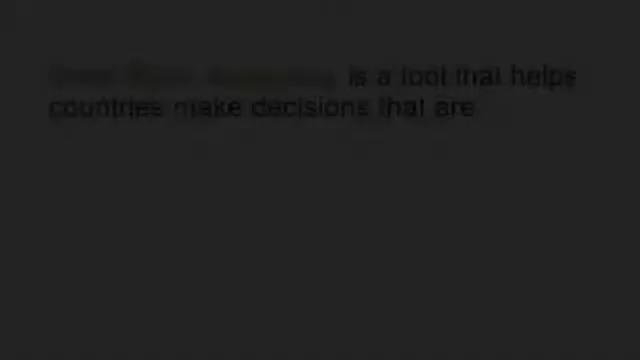 is a tool that helps
countries make decisions that are